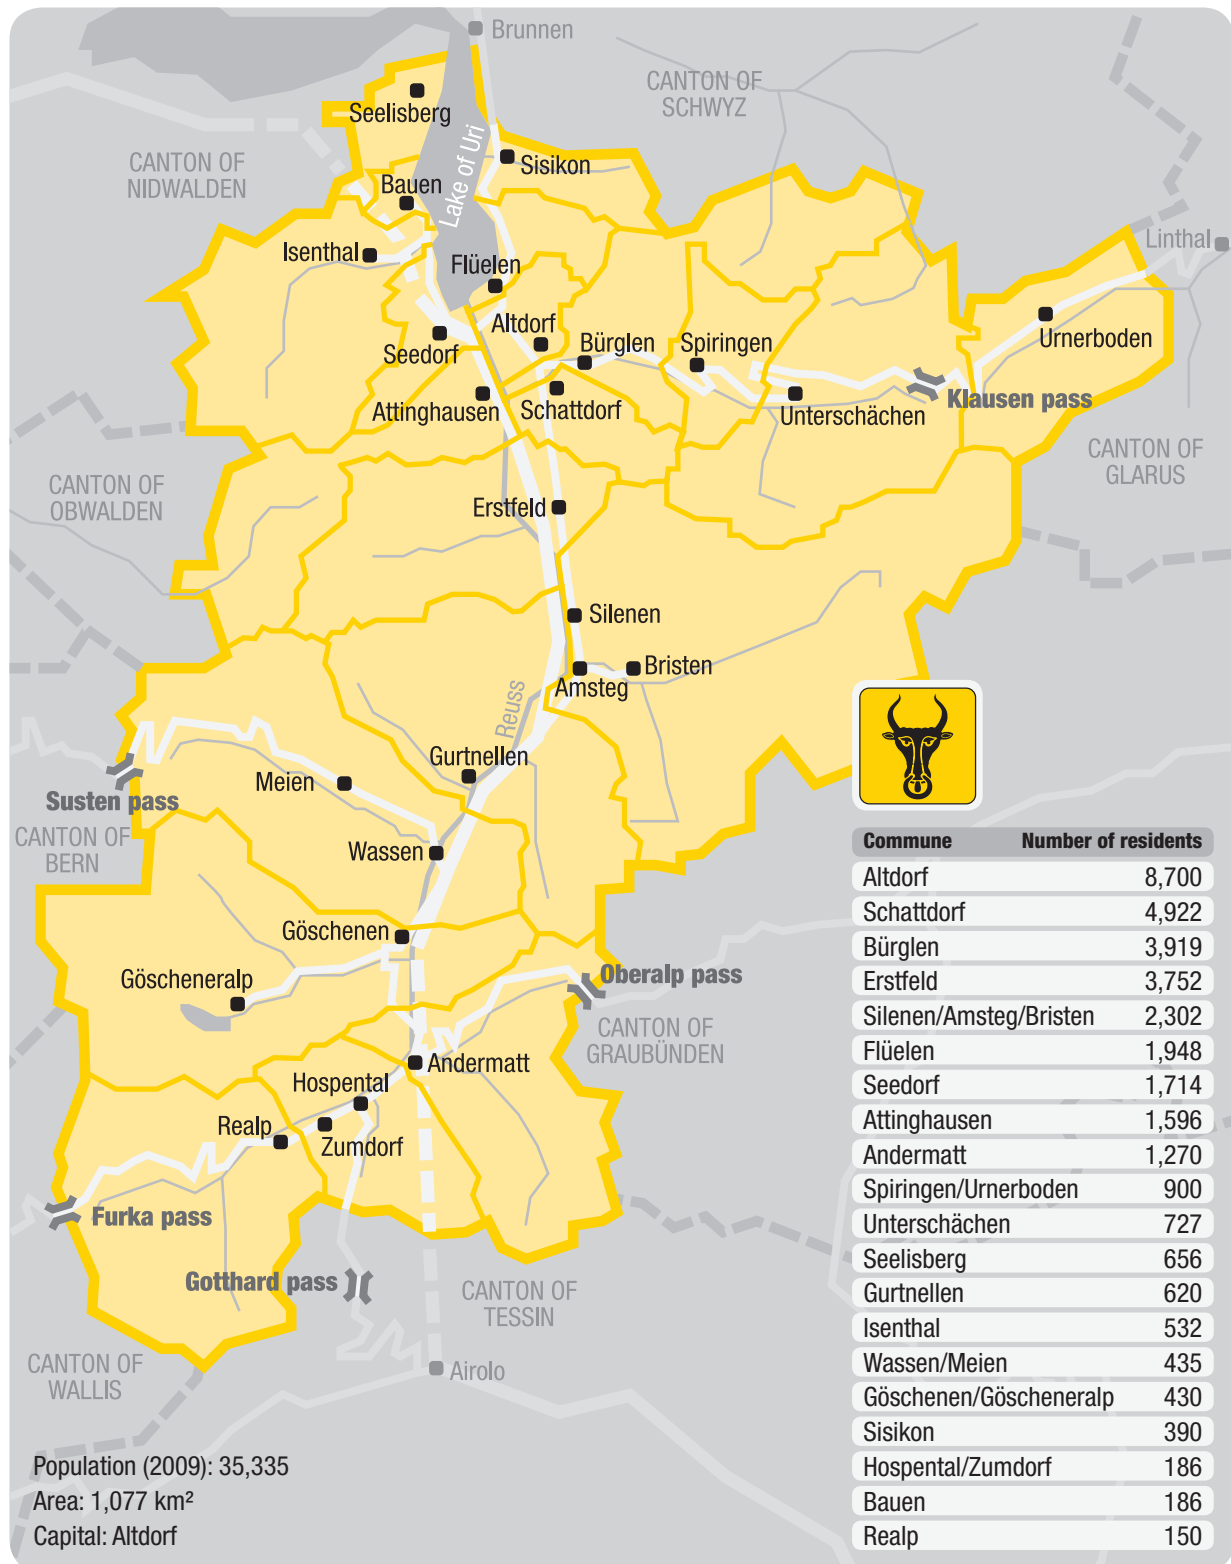 Brunnen
CANTON OF
SCHWYZ
Seelisberg
Lake of Uri
CANTON OF
NIDWALDEN
Sisikon
Bauen
Isenthal
Flüelen
Linthal
Altdorf
Seedorf
Bürglen
Spiringen
Urnerboden
Attinghausen
Schattdorf
Unterschächen
Klausen pass
CANTON OF
GLARUS
CANTON OF
OBWALDEN
Erstfeld
Silenen
Bristen
Amsteg
Reuss
Gurtnellen
Meien
Susten pass
CANTON OF
BERN
Wassen
Göschenen
Göscheneralp
Oberalp pass
CANTON OF
GRAUBÜNDEN
Andermatt
Hospental
Realp
Zumdorf
Furka pass
Gotthard pass
CANTON OF
TESSIN
CANTON OF
WALLIS
Airolo
Population (2009): 35,335
Area: 1,077 km²
Capital: Altdorf
Commune Number of residents
Altdorf 8,700
Schattdorf 4,922
Bürglen 3,919
Erstfeld 3,752
Silenen/Amsteg/Bristen 2,302
Flüelen 1,948
Seedorf 1,714
Attinghausen 1,596
Andermatt 1,270
Spiringen/Urnerboden 900
Unterschächen 727
Seelisberg 656
Gurtnellen 620
Isenthal 532
Wassen/Meien 435
Göschenen/Göscheneralp 430
Sisikon 390
Hospental/Zumdorf 186
Bauen 186
Realp 150